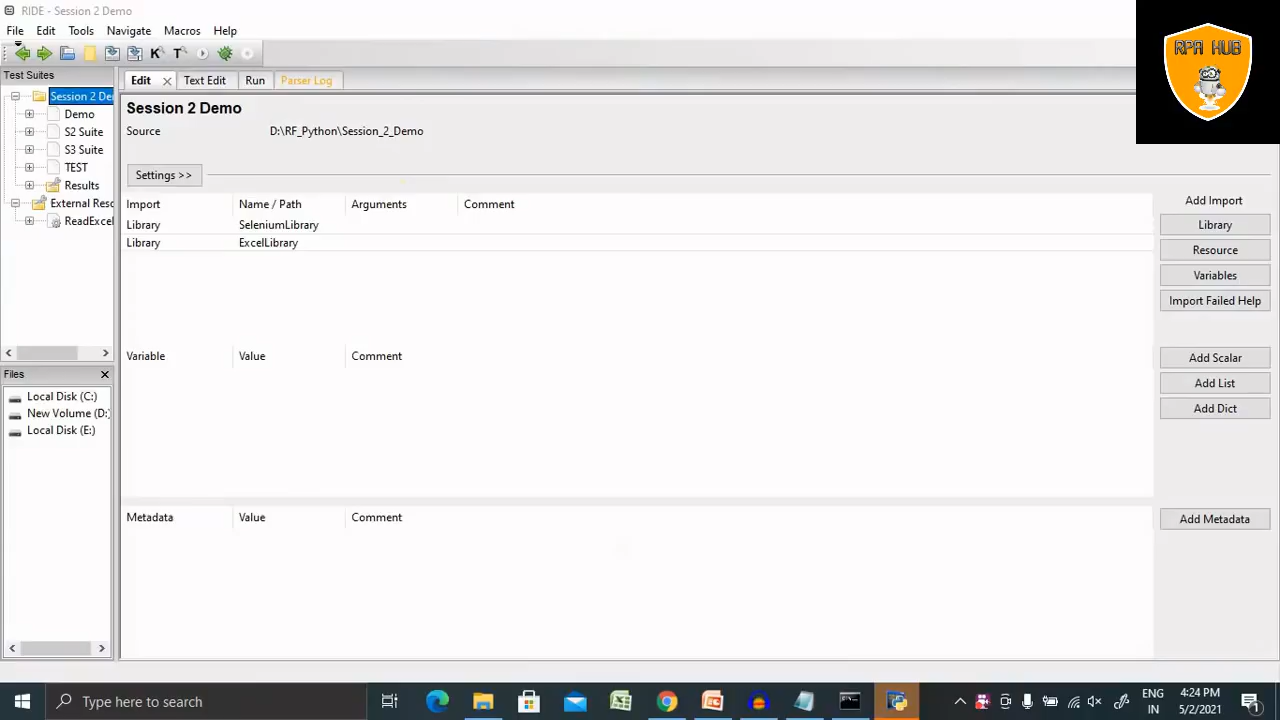 RIDE - Session 2 Demo
File Edit Tools Navigate Macros Help
K T
Test Suites
Session 2 De
Demo
S2 Suite
S3 Suite
TEST
Results
External Reso
ReadExcel
Files
Local Disk (C:)
New Volume (D:)
Local Disk (E:)
Edit Text Edit Run Parser Log
Session 2 Demo
Source D:\RF_Python\Session_2_Demo
Settings >>
Import Name / Path Arguments Comment
Library SeleniumLibrary
Library ExcelLibrary
Variable Value Comment
Metadata Value Comment
Add Import
Library
Resource
Variables
Import Failed Help
Add Scalar
Add List
Add Dict
Add Metadata
RPA HUB
Type here to search
ENG
IN
4:24 PM
5/2/2021
1